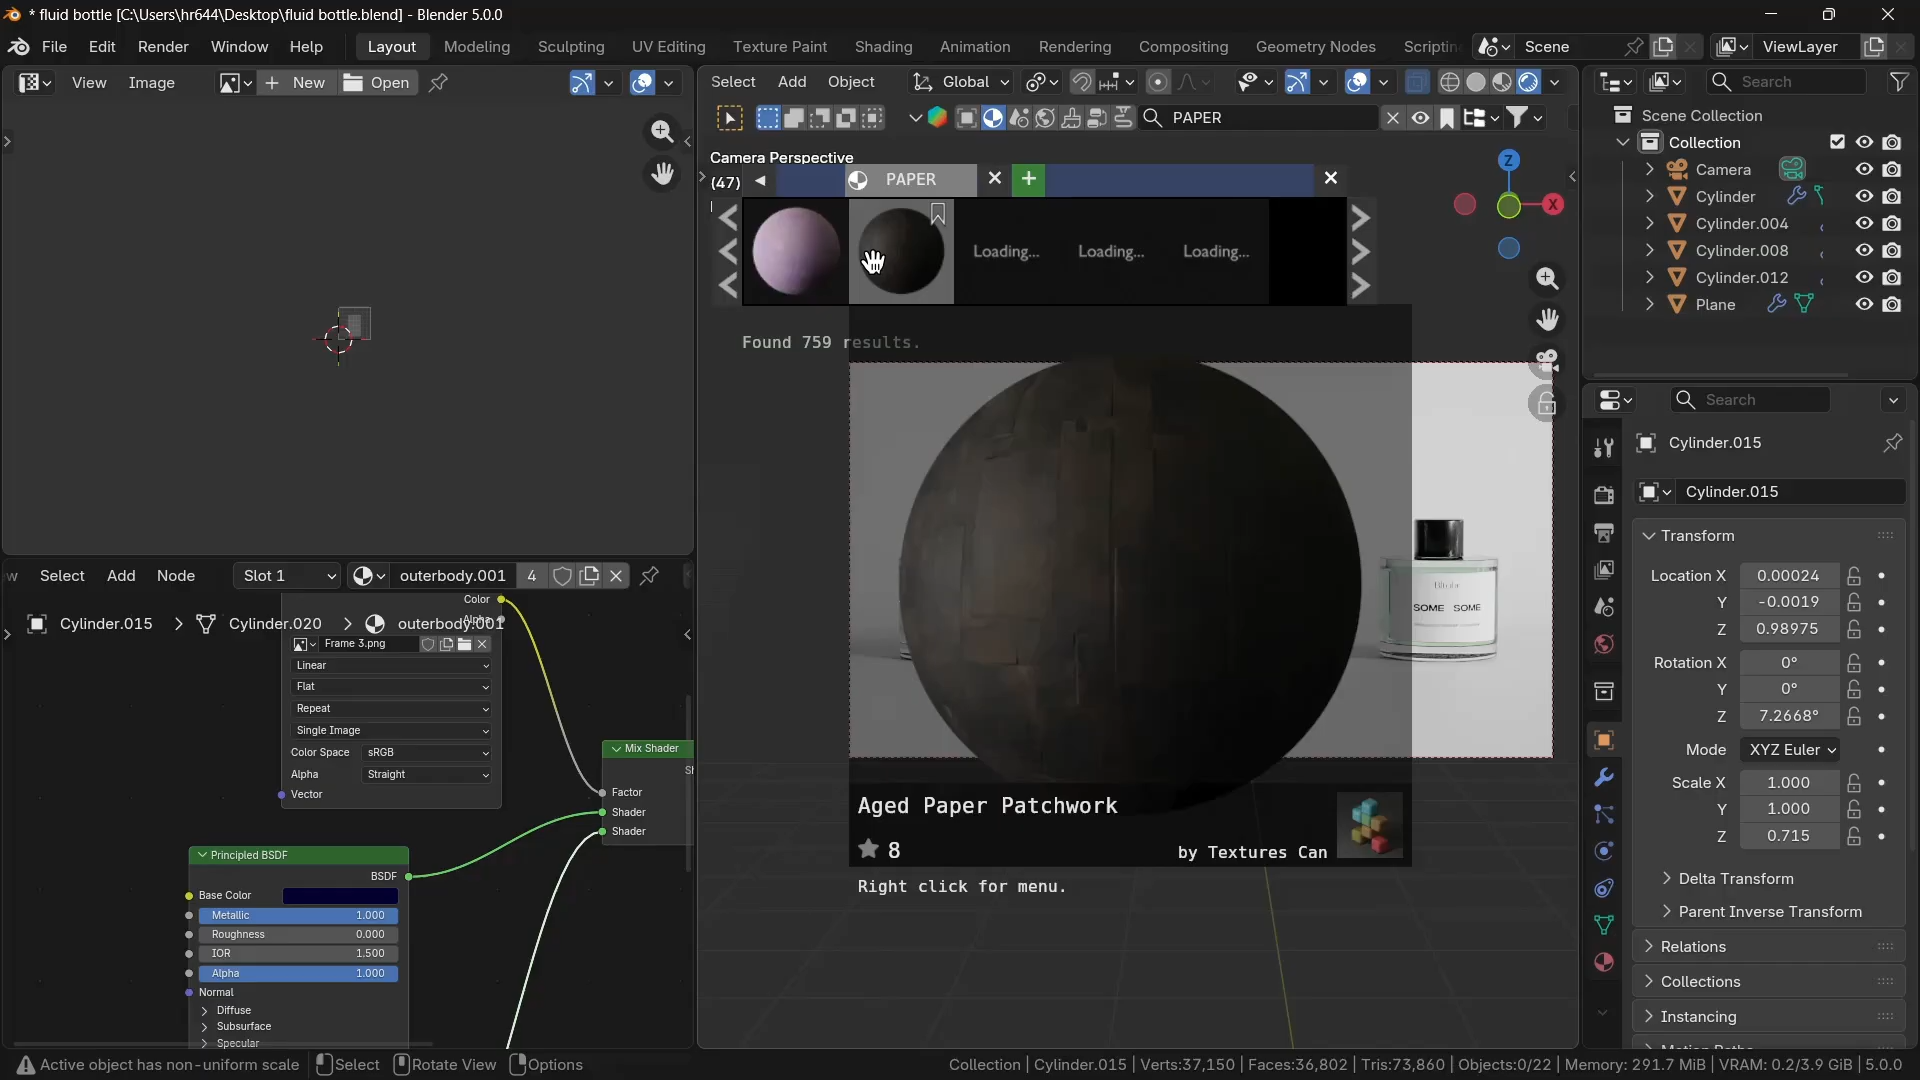 * fluid bottle [C:\Users\hr644\Desktop\fluid bottle.blend] - Blender 5.0.0
File Edit Render Window Help Layout Modeling Sculpting UV Editing Texture Paint Shading Animation Rendering Compositing Geometry Nodes Scriptin Scene ViewLayer
View Image New Open
Select Add Object Global
Search
PAPER
Camera Perspective
(47)
PAPER
Loading... Loading... Loading...
Found 759 results.
Z
X
SOME SOME
Aged Paper Patchwork
8
by Textures Can
Right click for menu.
w Select Add Node Slot 1 outerbody.001 4
Color
Alpha
Cylinder.015 Cylinder.020 outerbody.001
Frame 3.png
Linear
Flat
Repeat
Single Image
Color Space sRGB
Alpha Straight
Vector
Mix Shader
Sh
Factor
Shader
Shader
Principled BSDF
BSDF
Base Color
Metallic 1.000
Roughness 0.000
IOR 1.500
Alpha 1.000
Normal
Diffuse
Subsurface
Specular
Scene Collection
Collection
Camera
Cylinder
Cylinder.004
Cylinder.008
Cylinder.012
Plane
Search
Cylinder.015
Cylinder.015
Transform
Location X 0.00024
Y -0.0019
Z 0.98975
Rotation X 0°
Y 0°
Z 7.2668°
Mode XYZ Euler
Scale X 1.000
Y 1.000
Z 0.715
Delta Transform
Parent Inverse Transform
Relations
Collections
Instancing
Motion Paths
Active object has non-uniform scale Select Rotate View Options
Collection | Cylinder.015 | Verts:37,150 | Faces:36,802 | Tris:73,860 | Objects:0/22 | Memory: 291.7 MiB | VRAM: 0.2/3.9 GiB | 5.0.0